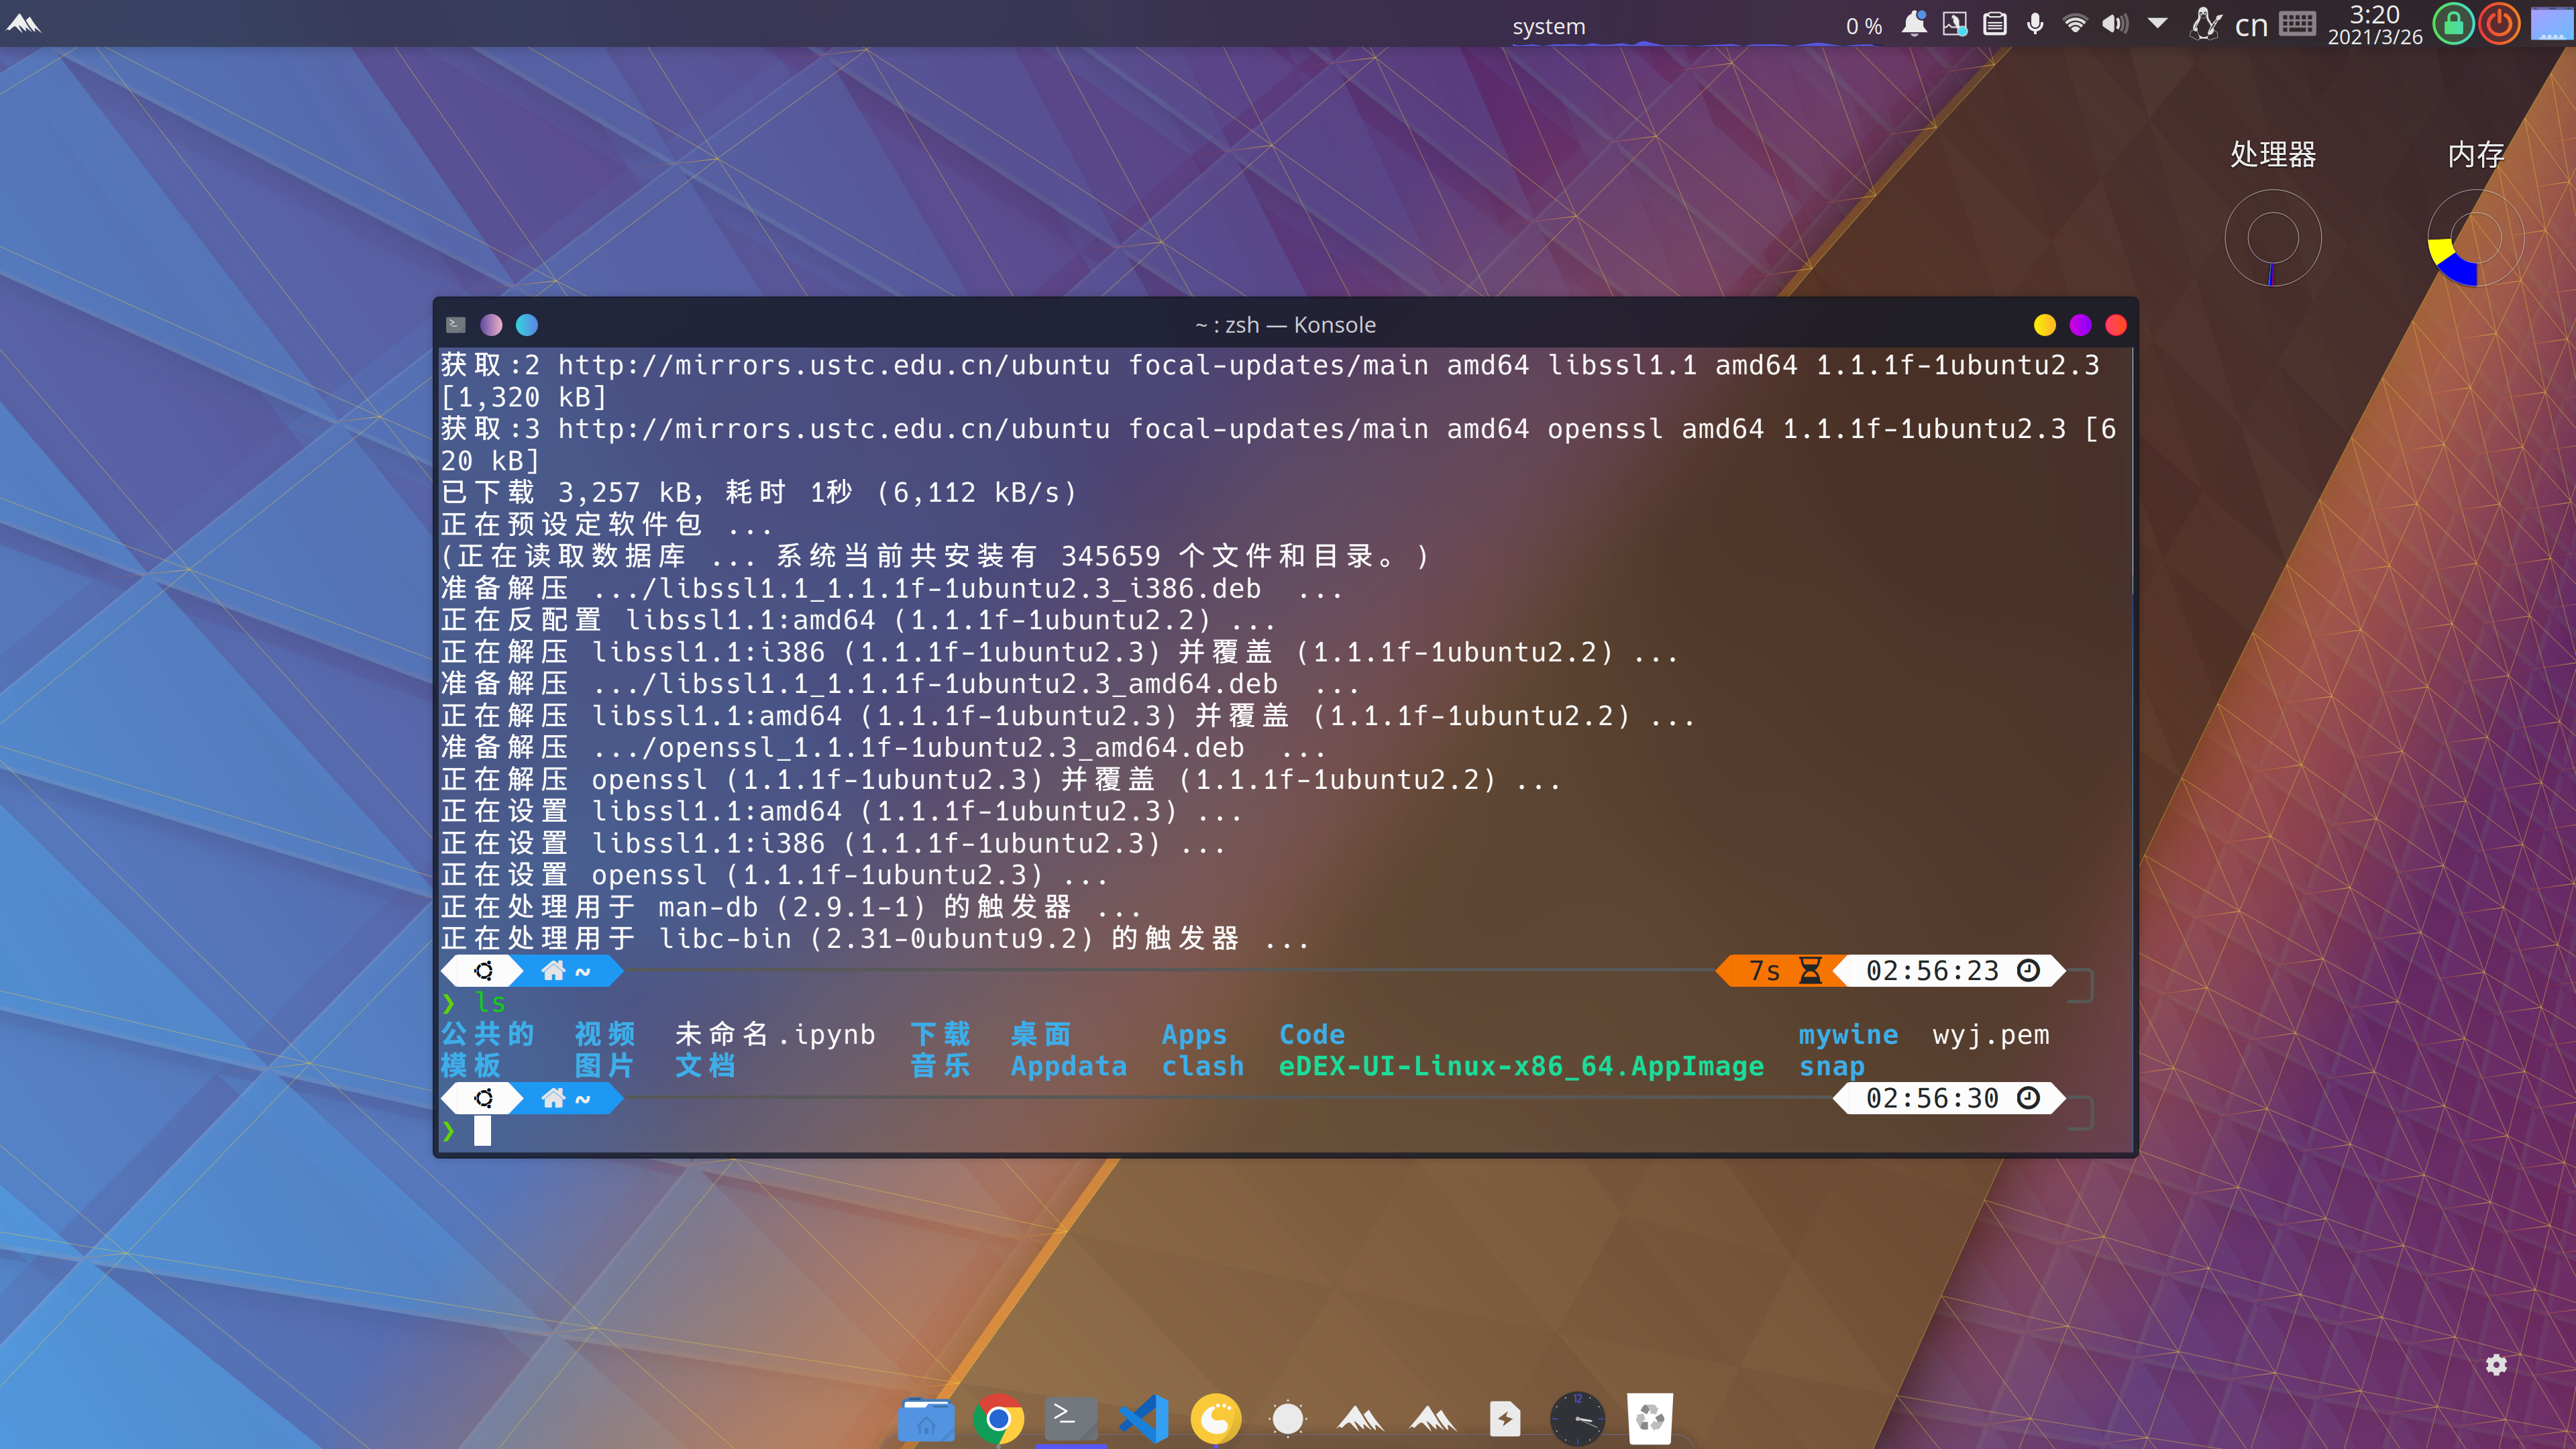 system
0 %
cn
3:20
2021/3/26
处理器
内存
~ : zsh — Konsole
获取:2 http://mirrors.ustc.edu.cn/ubuntu focal-updates/main amd64 libssl1.1 amd64 1.1.1f-1ubuntu2.3
[1,320 kB]
获取:3 http://mirrors.ustc.edu.cn/ubuntu focal-updates/main amd64 openssl amd64 1.1.1f-1ubuntu2.3 [6
20 kB]
已下载 3,257 kB，耗时 1秒 (6,112 kB/s)
正在预设定软件包 ...
(正在读取数据库 ... 系统当前共安装有 345659 个文件和目录。)
准备解压 .../libssl1.1_1.1.1f-1ubuntu2.3_i386.deb  ...
正在反配置 libssl1.1:amd64 (1.1.1f-1ubuntu2.2) ...
正在解压 libssl1.1:i386 (1.1.1f-1ubuntu2.3) 并覆盖 (1.1.1f-1ubuntu2.2) ...
准备解压 .../libssl1.1_1.1.1f-1ubuntu2.3_amd64.deb  ...
正在解压 libssl1.1:amd64 (1.1.1f-1ubuntu2.3) 并覆盖 (1.1.1f-1ubuntu2.2) ...
准备解压 .../openssl_1.1.1f-1ubuntu2.3_amd64.deb  ...
正在解压 openssl (1.1.1f-1ubuntu2.3) 并覆盖 (1.1.1f-1ubuntu2.2) ...
正在设置 libssl1.1:amd64 (1.1.1f-1ubuntu2.3) ...
正在设置 libssl1.1:i386 (1.1.1f-1ubuntu2.3) ...
正在设置 openssl (1.1.1f-1ubuntu2.3) ...
正在处理用于 man-db (2.9.1-1) 的触发器 ...
正在处理用于 libc-bin (2.31-0ubuntu9.2) 的触发器 ...
~ 7s 02:56:23
❯ ls
公共的 视频 未命名.ipynb 下载 桌面 Apps Code mywine wyj.pem
模板 图片 文档 音乐 Appdata clash eDEX-UI-Linux-x86_64.AppImage snap
~ 02:56:30
❯
12